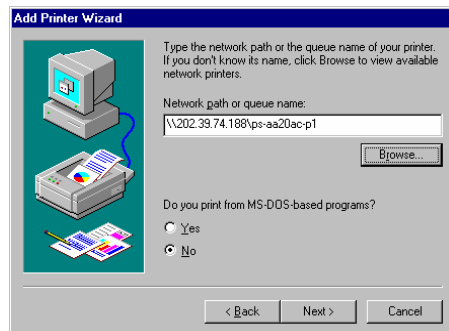 Add Printer Wizard
Type the network path or the queue name of your printer.
If you don't know its name, click Browse to view available
network printers.
Network path or queue name:
\\202.39.74.188\ps-aa20ac-p1
Browse...
Do you print from MS-DOS-based programs?
Yes
No
< Back
Next >
Cancel